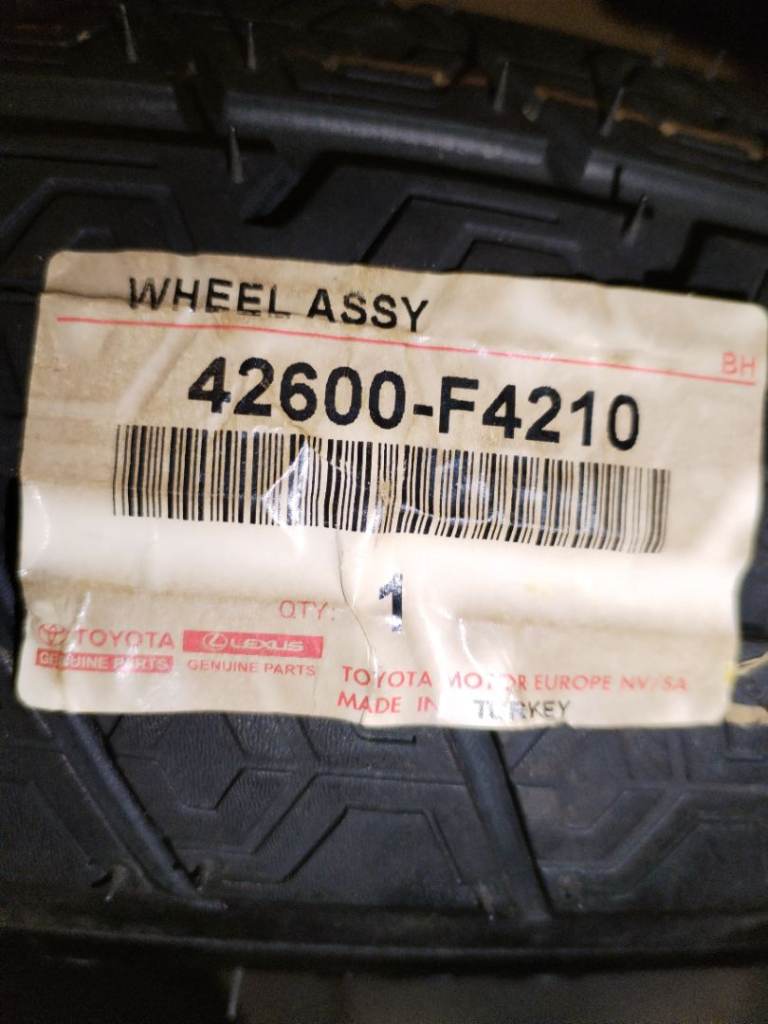 WHEEL ASSY
BH
42600-F4210
QTY: 1
TOYOTA
GENUINE PARTS
LEXUS
GENUINE PARTS
TOYOTA MOTOR EUROPE NV/SA
MADE IN TURKEY